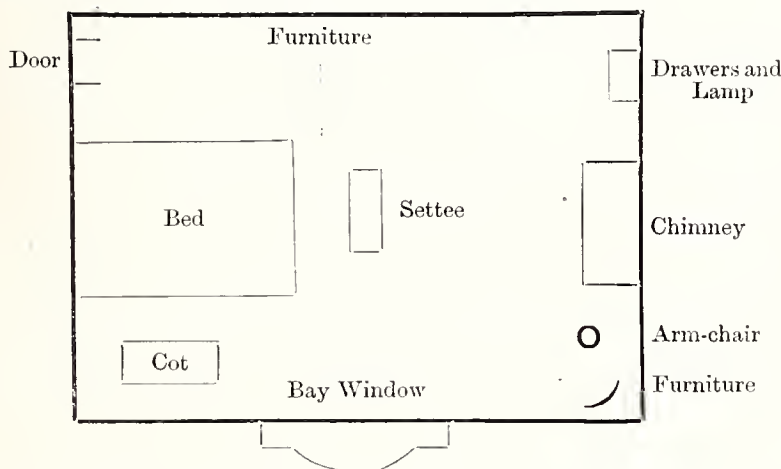 Furniture
Door
Drawers and
Lamp
Bed
Settee
Chimney
Arm-chair
Cot
Bay Window
Furniture